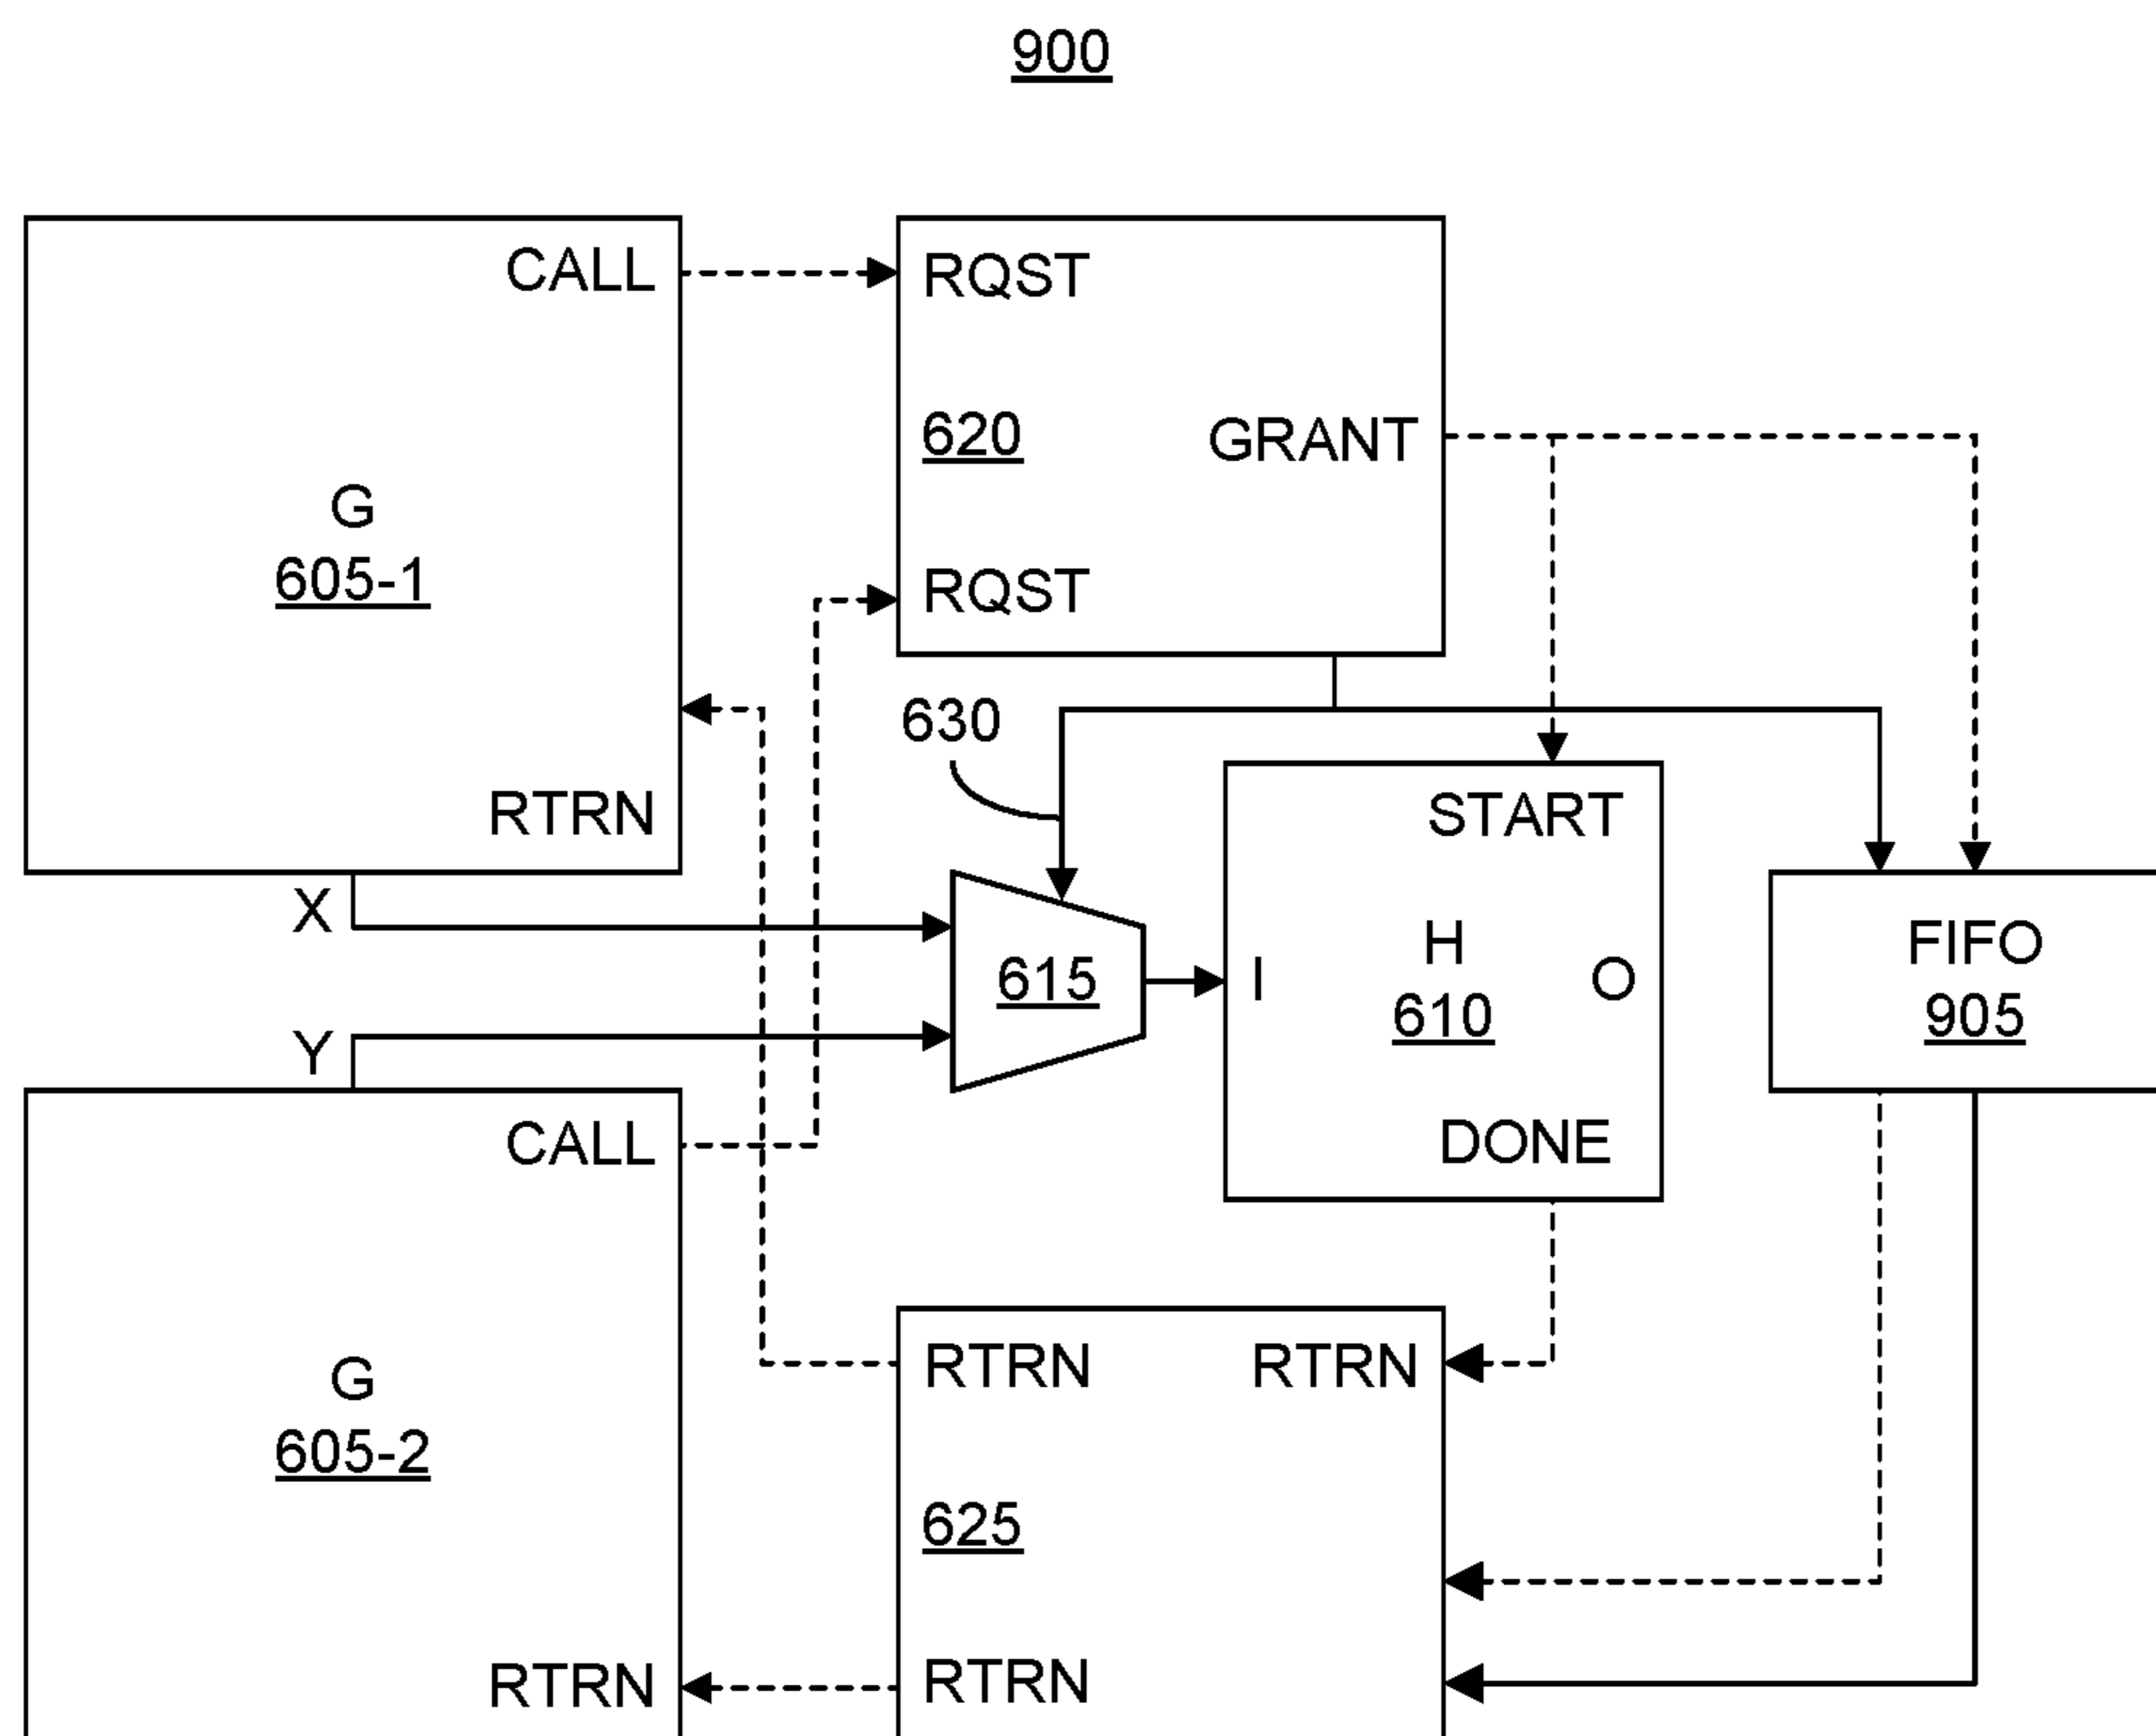 900
CALL
G
605-1
RTRN
X
RQST
620
GRANT
RQST
630
615
START
I
H
610
O
DONE
FIFO
905
Y
CALL
G
605-2
RTRN
RTRN
RTRN
625
RTRN